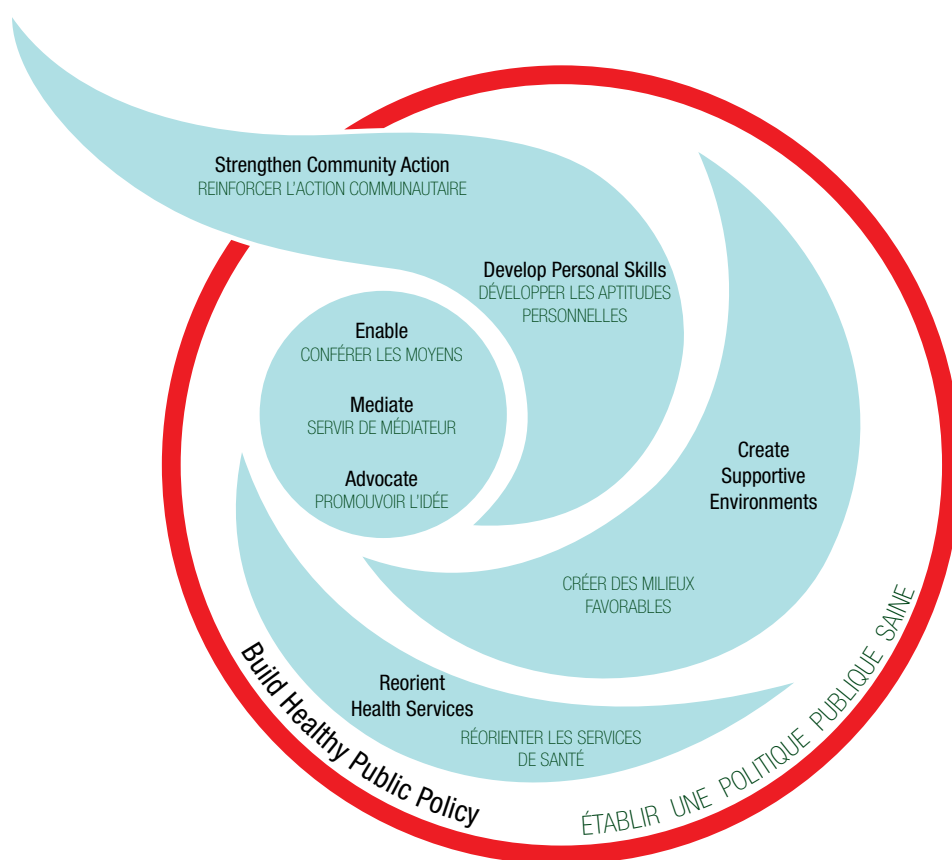 Strengthen Community Action
REINFORCER L'ACTION COMMUNAUTAIRE
Develop Personal Skills
DÉVELOPPER LES APTITUDES
PERSONNELLES
Enable
CONFÉRER LES MOYENS
Mediate
SERVIR DE MÉDIATEUR
Advocate
PROMOUVOIR L'IDÉE
Create
Supportive
Environments
CRÉER DES MILIEUX
FAVORABLES
Reorient
Health Services
RÉORIENTER LES SERVICES
DE SANTÉ
Build Healthy Public Policy
ÉTABLIR UNE POLITIQUE PUBLIQUE SAINE